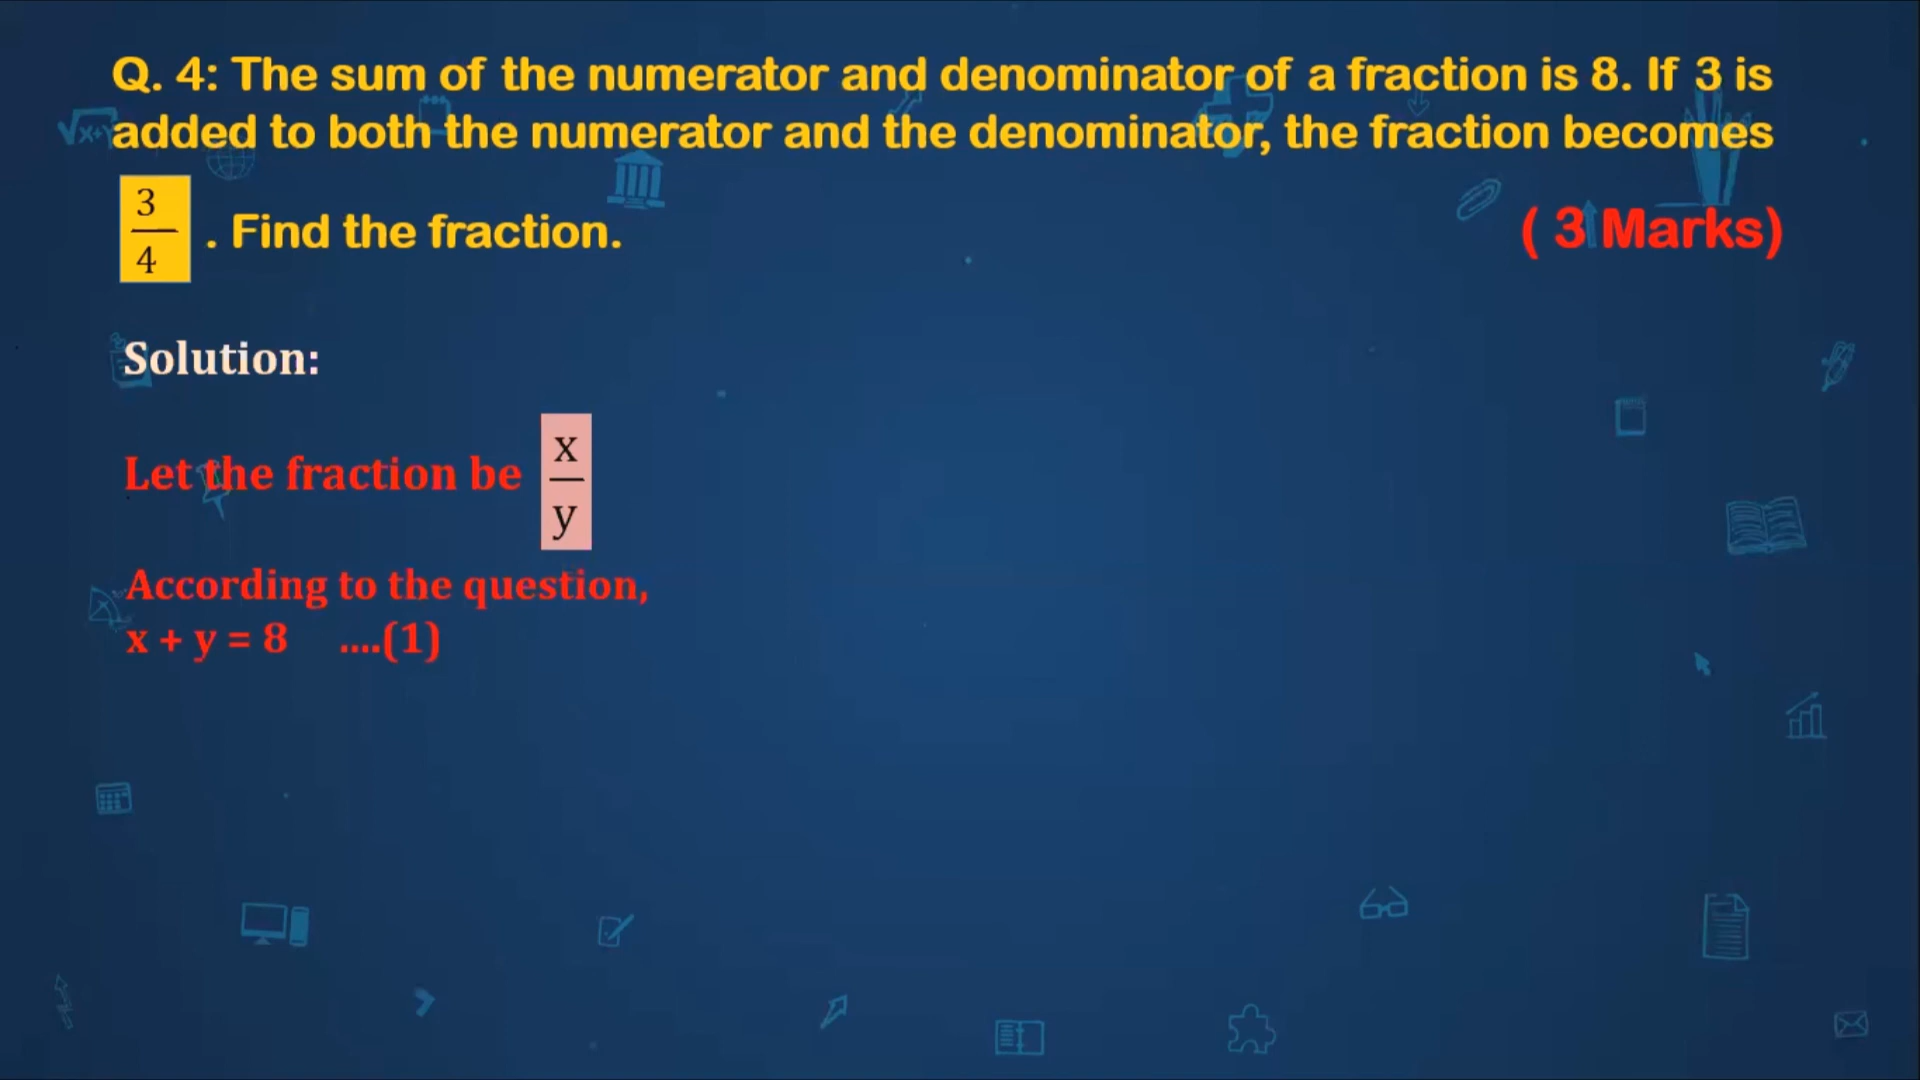 Q. 4: The sum of the numerator and denominator of a fraction is 8. If 3 is
added to both the numerator and the denominator, the fraction becomes
3/4 . Find the fraction. ( 3 Marks)
Solution:
Let the fraction be x/y
According to the question,
x + y = 8 ....(1)